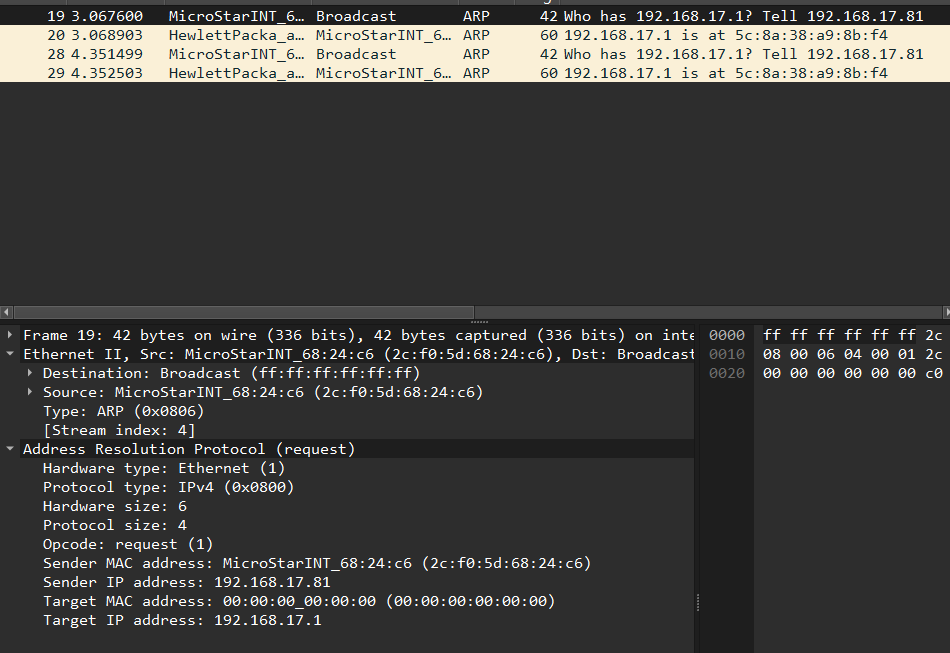 19 3.067600 MicroStarINT_6… Broadcast ARP 42 Who has 192.168.17.1? Tell 192.168.17.81
20 3.068903 HewlettPacka_a… MicroStarINT_6… ARP 60 192.168.17.1 is at 5c:8a:38:a9:8b:f4
28 4.351499 MicroStarINT_6… Broadcast ARP 42 Who has 192.168.17.1? Tell 192.168.17.81
29 4.352503 HewlettPacka_a… MicroStarINT_6… ARP 60 192.168.17.1 is at 5c:8a:38:a9:8b:f4
Frame 19: 42 bytes on wire (336 bits), 42 bytes captured (336 bits) on inte
Ethernet II, Src: MicroStarINT_68:24:c6 (2c:f0:5d:68:24:c6), Dst: Broadcast
Destination: Broadcast (ff:ff:ff:ff:ff:ff)
Source: MicroStarINT_68:24:c6 (2c:f0:5d:68:24:c6)
Type: ARP (0x0806)
[Stream index: 4]
Address Resolution Protocol (request)
Hardware type: Ethernet (1)
Protocol type: IPv4 (0x0800)
Hardware size: 6
Protocol size: 4
Opcode: request (1)
Sender MAC address: MicroStarINT_68:24:c6 (2c:f0:5d:68:24:c6)
Sender IP address: 192.168.17.81
Target MAC address: 00:00:00_00:00:00 (00:00:00:00:00:00)
Target IP address: 192.168.17.1
0000 ff ff ff ff ff ff 2c
0010 08 00 06 04 00 01 2c
0020 00 00 00 00 00 00 c0